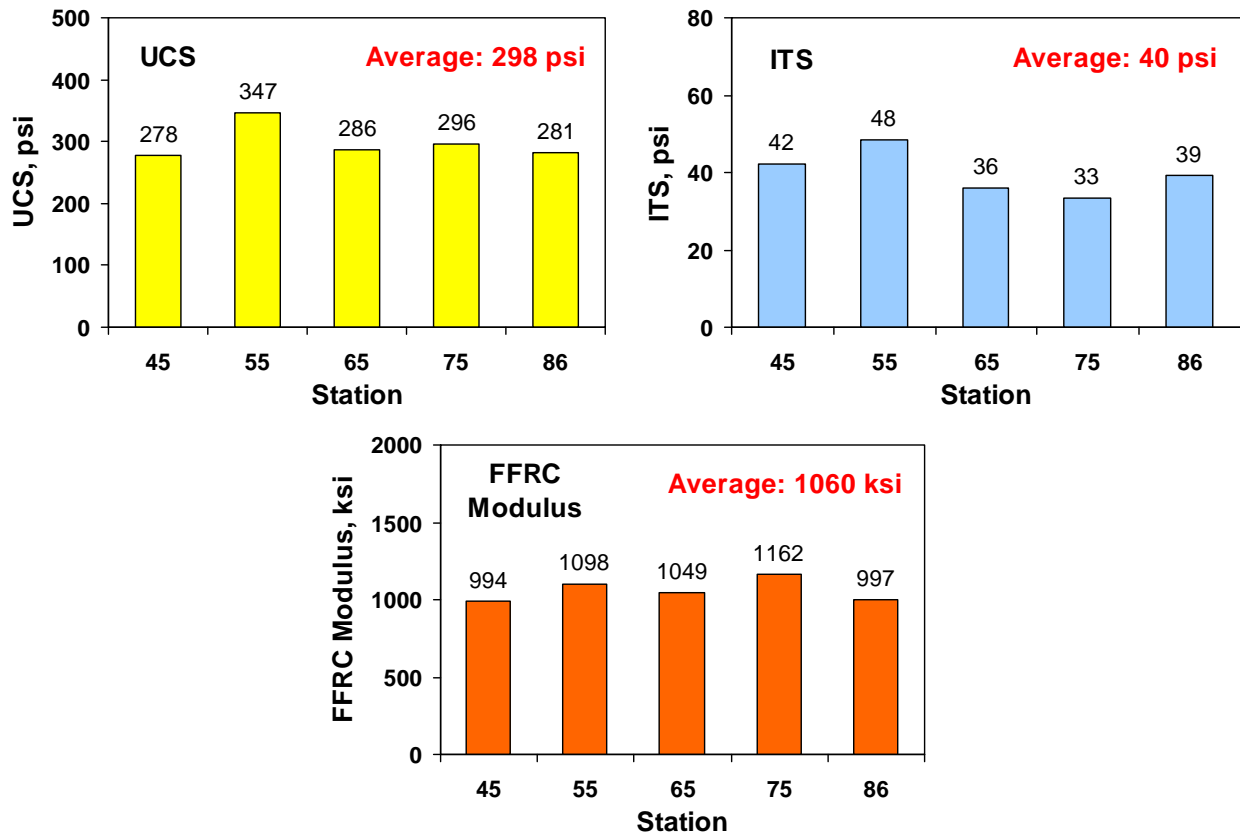 UCS
Average: 298 psi
UCS, psi
500
400
300
200
100
0
278
347
286
296
281
45 55 65 75 86
Station
ITS
Average: 40 psi
ITS, psi
80
60
40
20
0
42
48
36
33
39
45 55 65 75 86
Station
FFRC
Modulus
Average: 1060 ksi
FFRC Modulus, ksi
2000
1500
1000
500
0
994
1098
1049
1162
997
45 55 65 75 86
Station